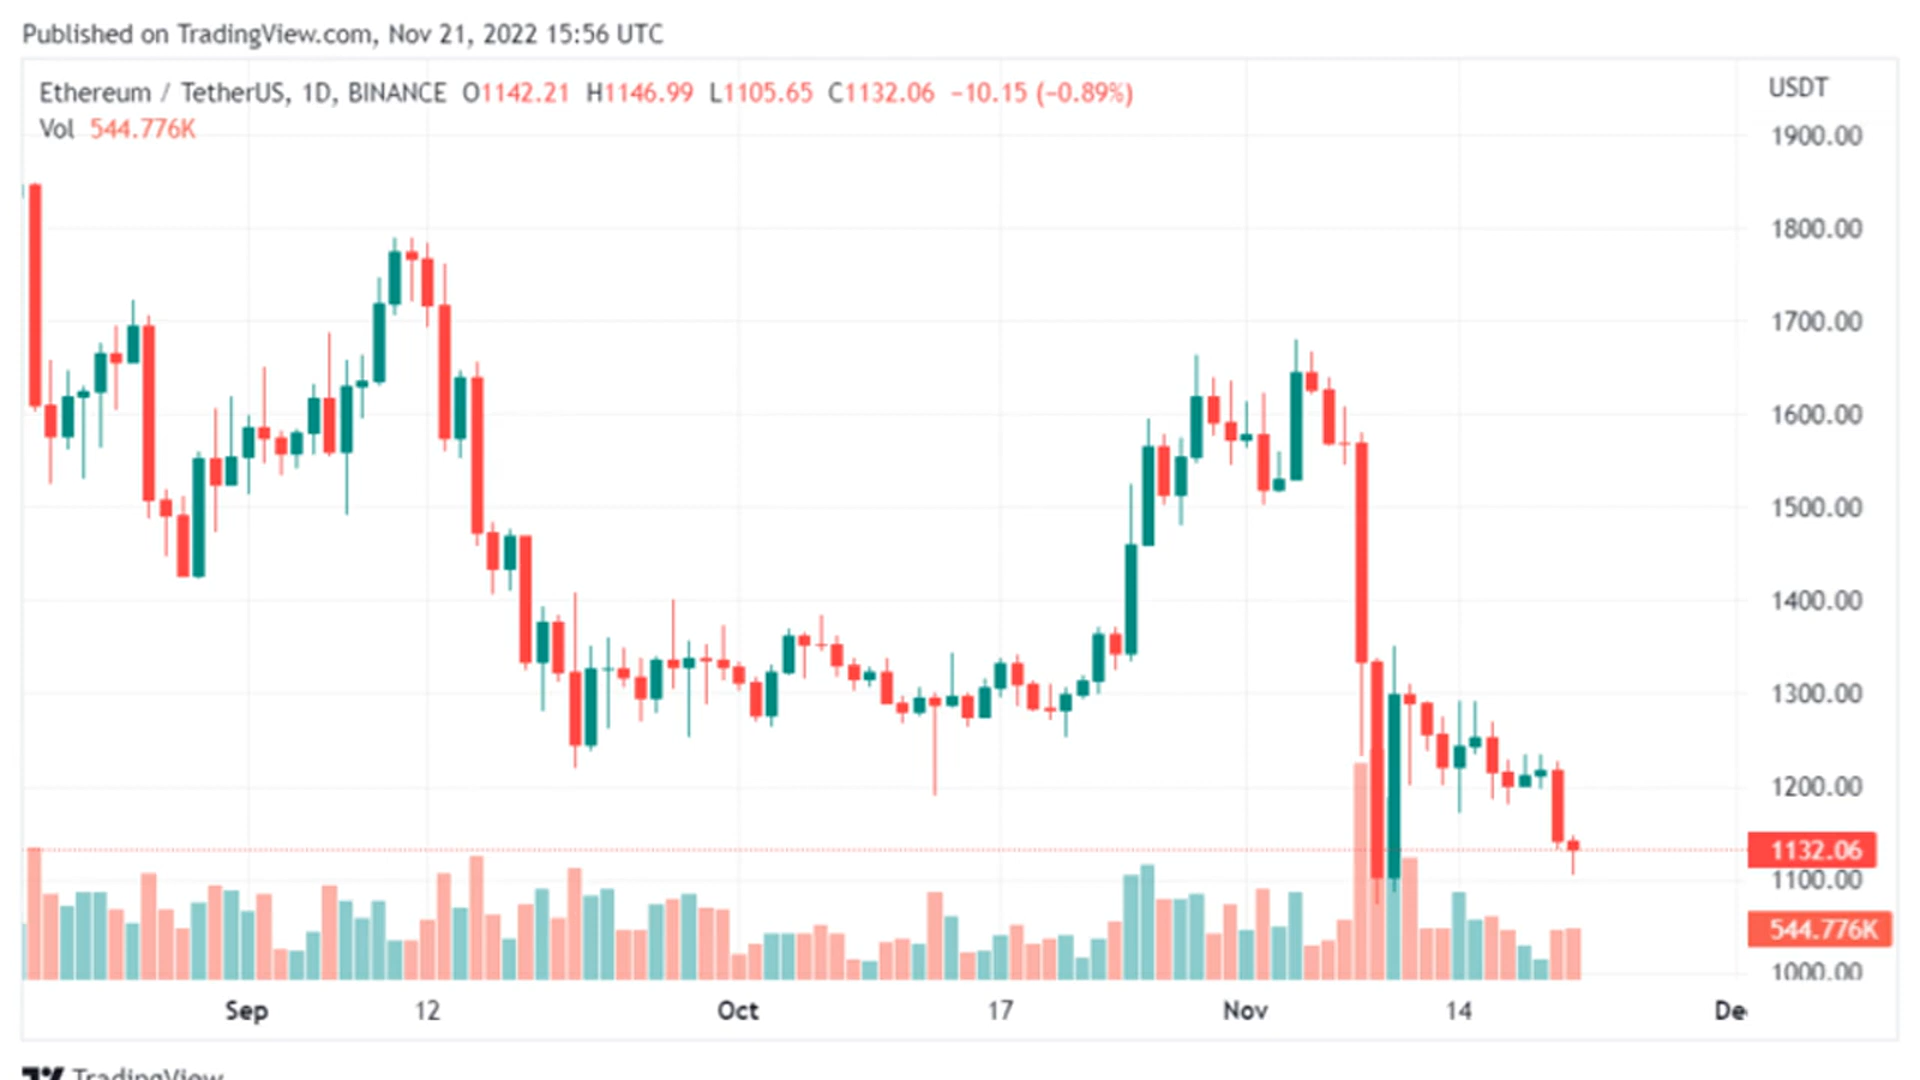 Published on TradingView.com, Nov 21, 2022 15:56 UTC
Ethereum / TetherUS, 1D, BINANCE O1142.21 H1146.99 L1105.65 C1132.06 −10.15 (−0.89%)
Vol 544.776K
USDT
1900.00
1800.00
1700.00
1600.00
1500.00
1400.00
1300.00
1200.00
1132.06
1100.00
544.776K
1000.00
Sep 12 Oct 17 Nov 14 De
TradingView